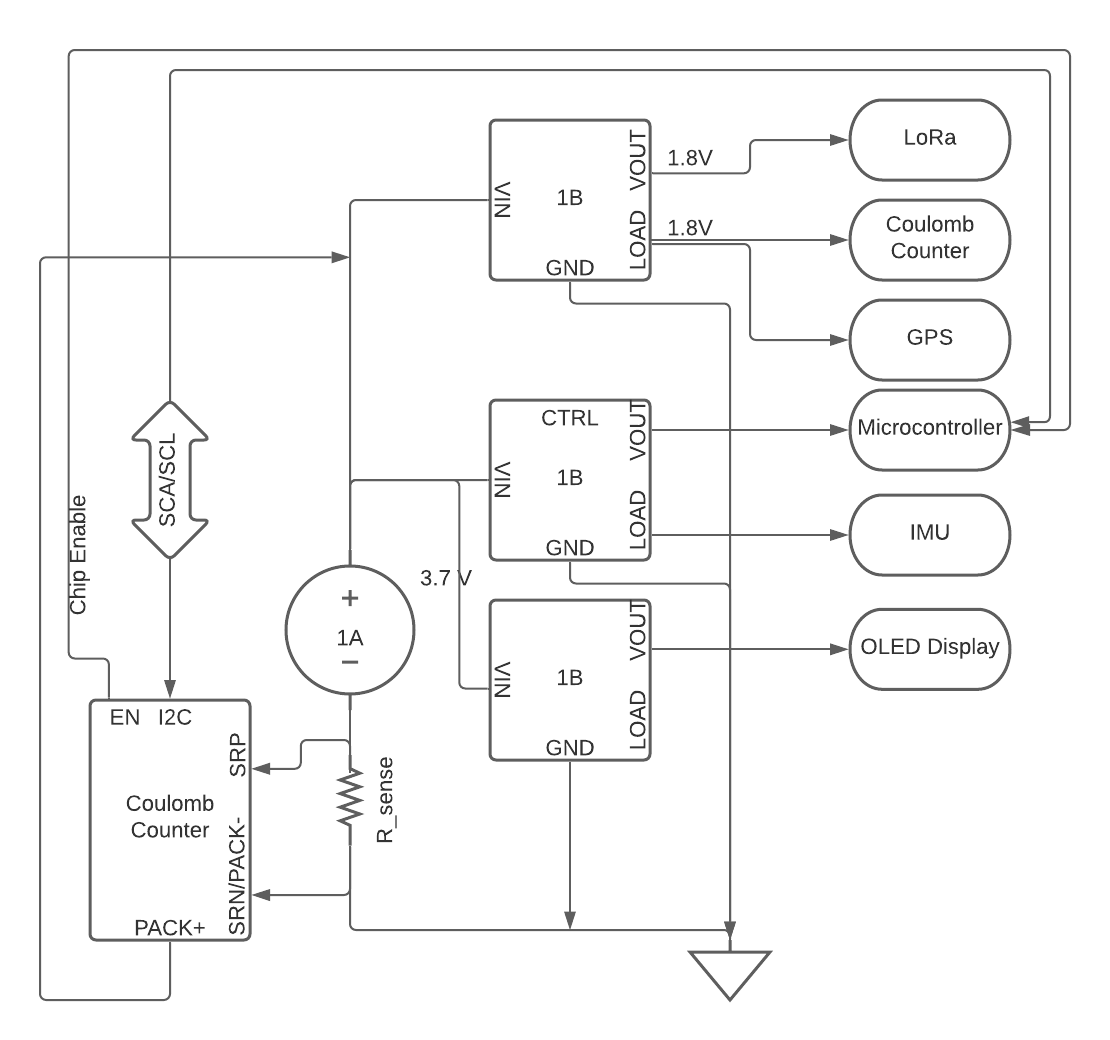 VOUT
1.8V
LoRa
VIN
1B
LOAD
1.8V
GND
Coulomb
Counter
GPS
CTRL
VOUT
Microcontroller
VIN
1B
LOAD
GND
IMU
SCA/SCL
Chip Enable
3.7 V
+
1A
–
VOUT
OLED Display
VIN
1B
LOAD
GND
EN
I2C
SRP
Coulomb
Counter
SRN/PACK-
PACK+
R_sense